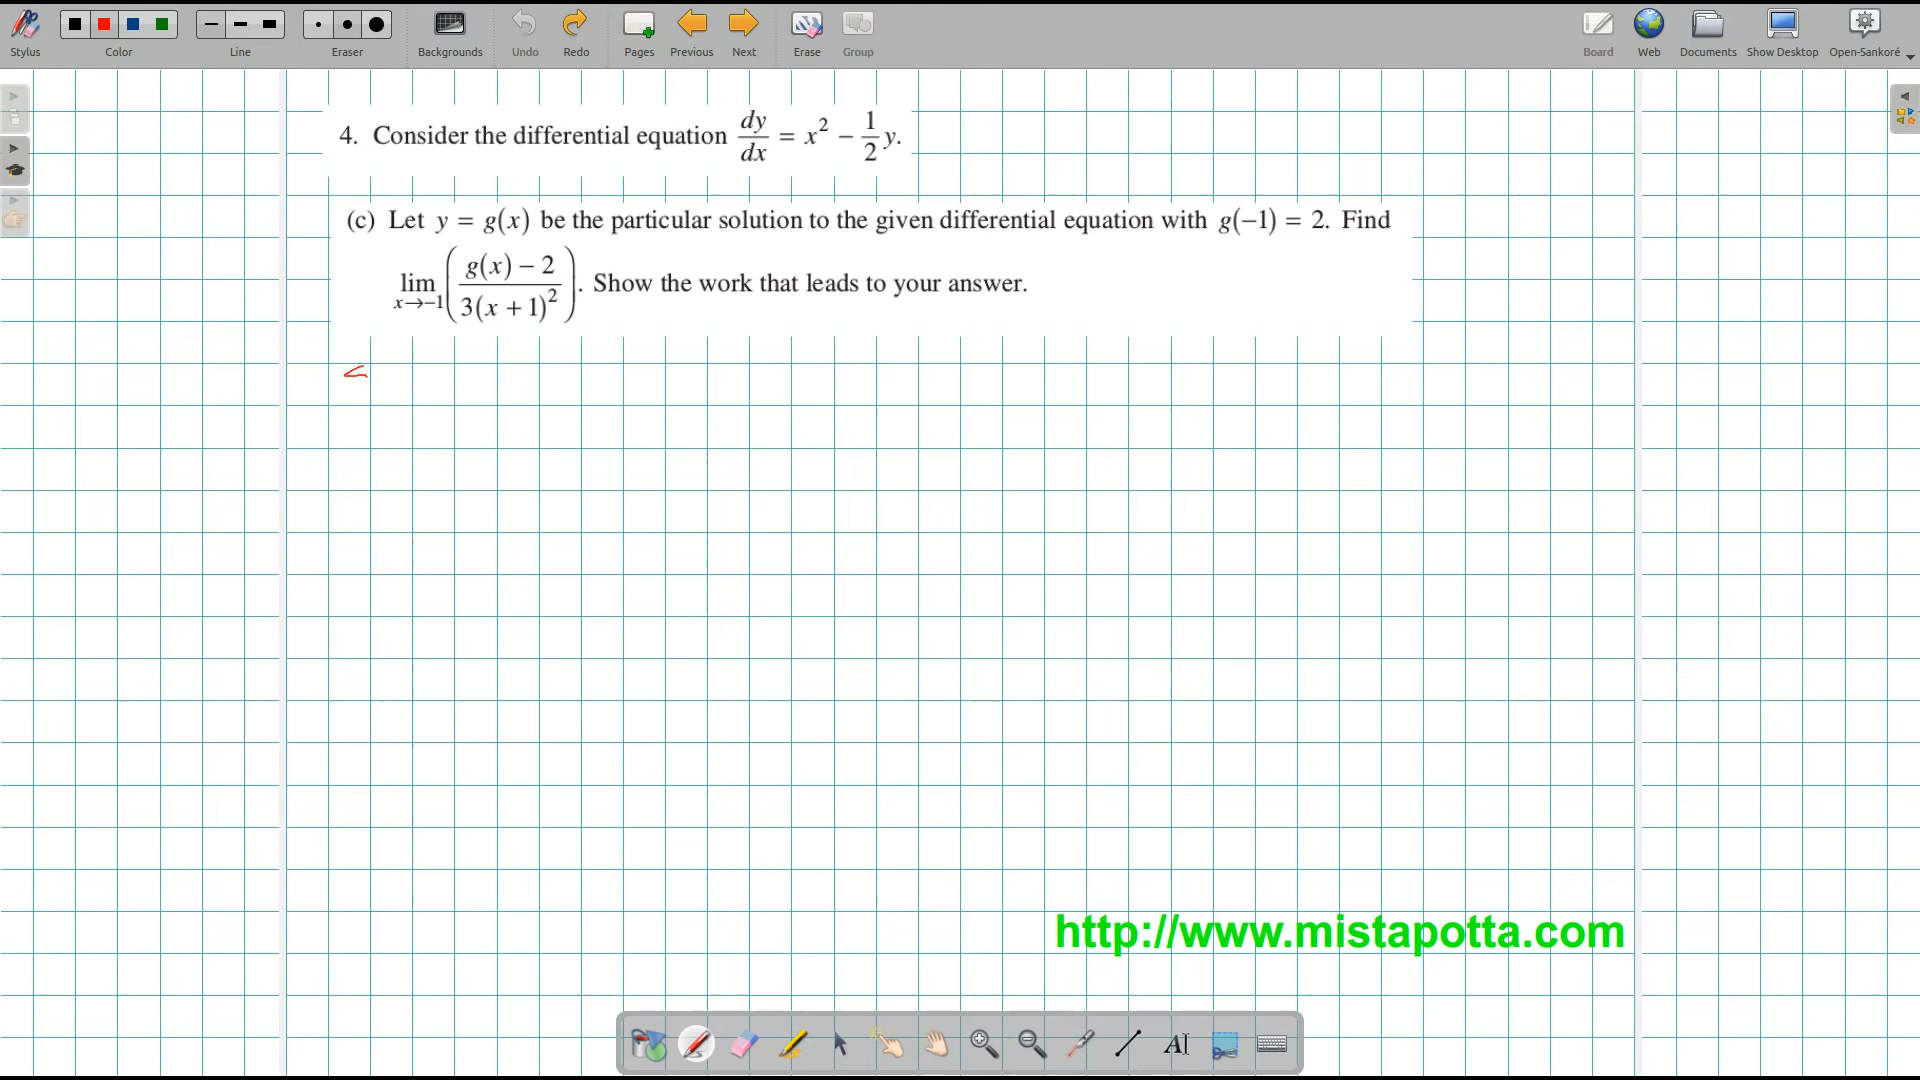 Stylus Color Line Eraser Backgrounds Undo Redo Pages Previous Next Erase Group Board Web Documents Show Desktop Open-Sankoré
4. Consider the differential equation dy/dx = x² − 1/2 y.
(c) Let y = g(x) be the particular solution to the given differential equation with g(−1) = 2. Find
lim x→−1 ( (g(x) − 2) / (3(x + 1)²) ). Show the work that leads to your answer.
http://www.mistapotta.com